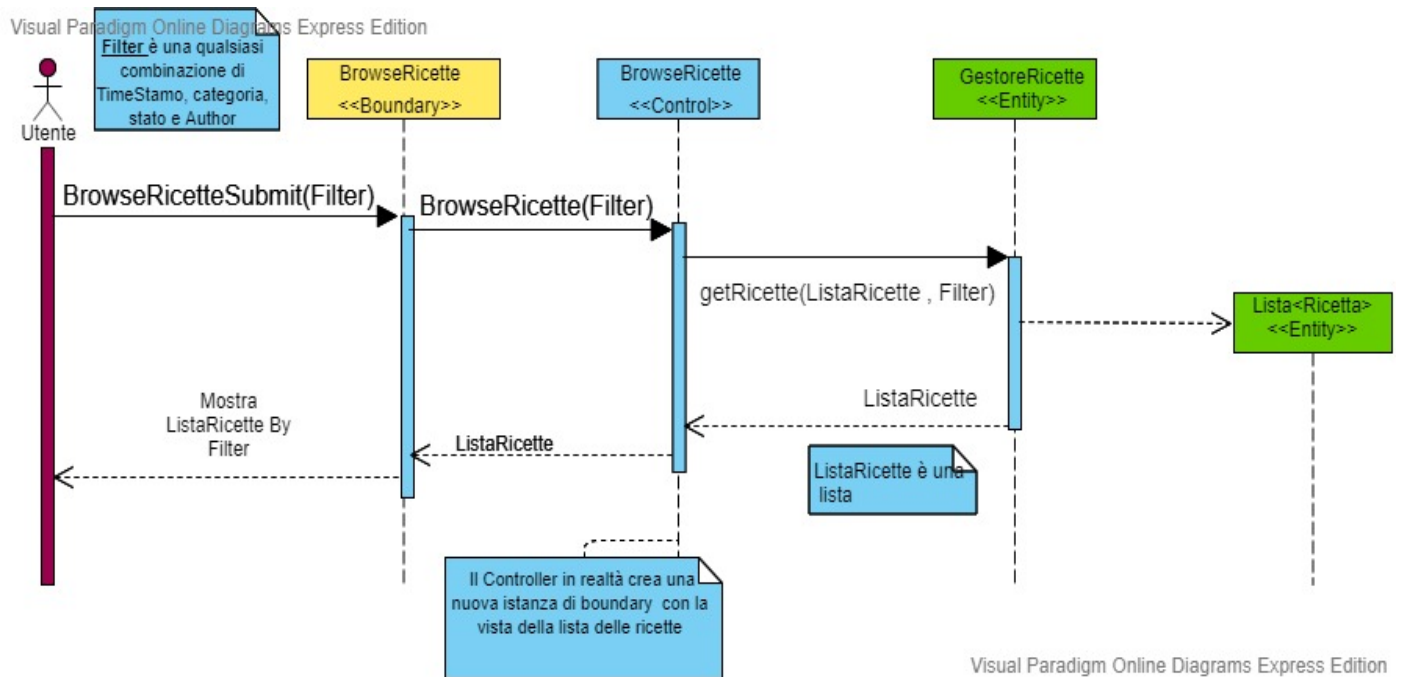 Visual Paradigm Online Diagrams Express Edition
Filter è una qualsiasi
combinazione di
TimeStamo, categoria,
stato e Author
Utente
BrowseRicette
<<Boundary>>
BrowseRicette
<<Control>>
GestoreRicette
<<Entity>>
BrowseRicetteSubmit(Filter)
BrowseRicette(Filter)
getRicette(ListaRicette , Filter)
Lista<Ricetta>
<<Entity>>
Mostra
ListaRicette By
Filter
ListaRicette
ListaRicette
ListaRicette è una
lista
Il Controller in realtà crea una
nuova istanza di boundary con la
vista della lista delle ricette
Visual Paradigm Online Diagrams Express Edition